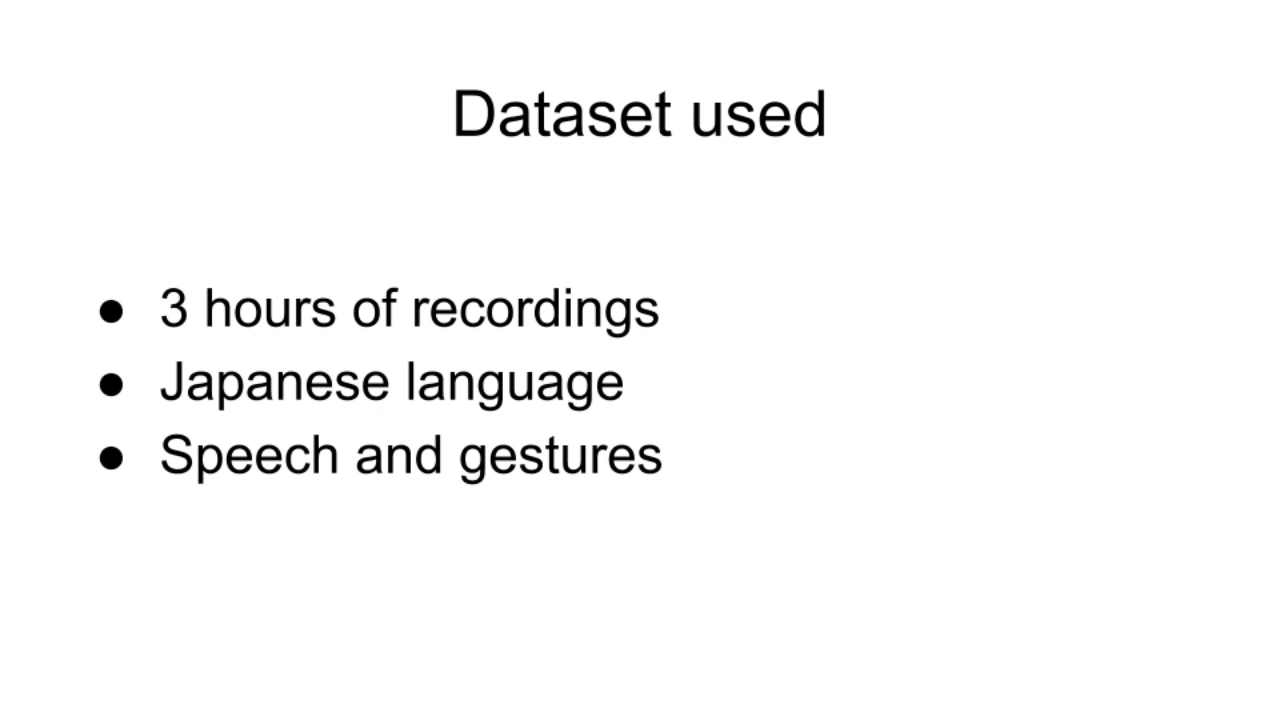 Dataset used
● 3 hours of recordings
● Japanese language
● Speech and gestures